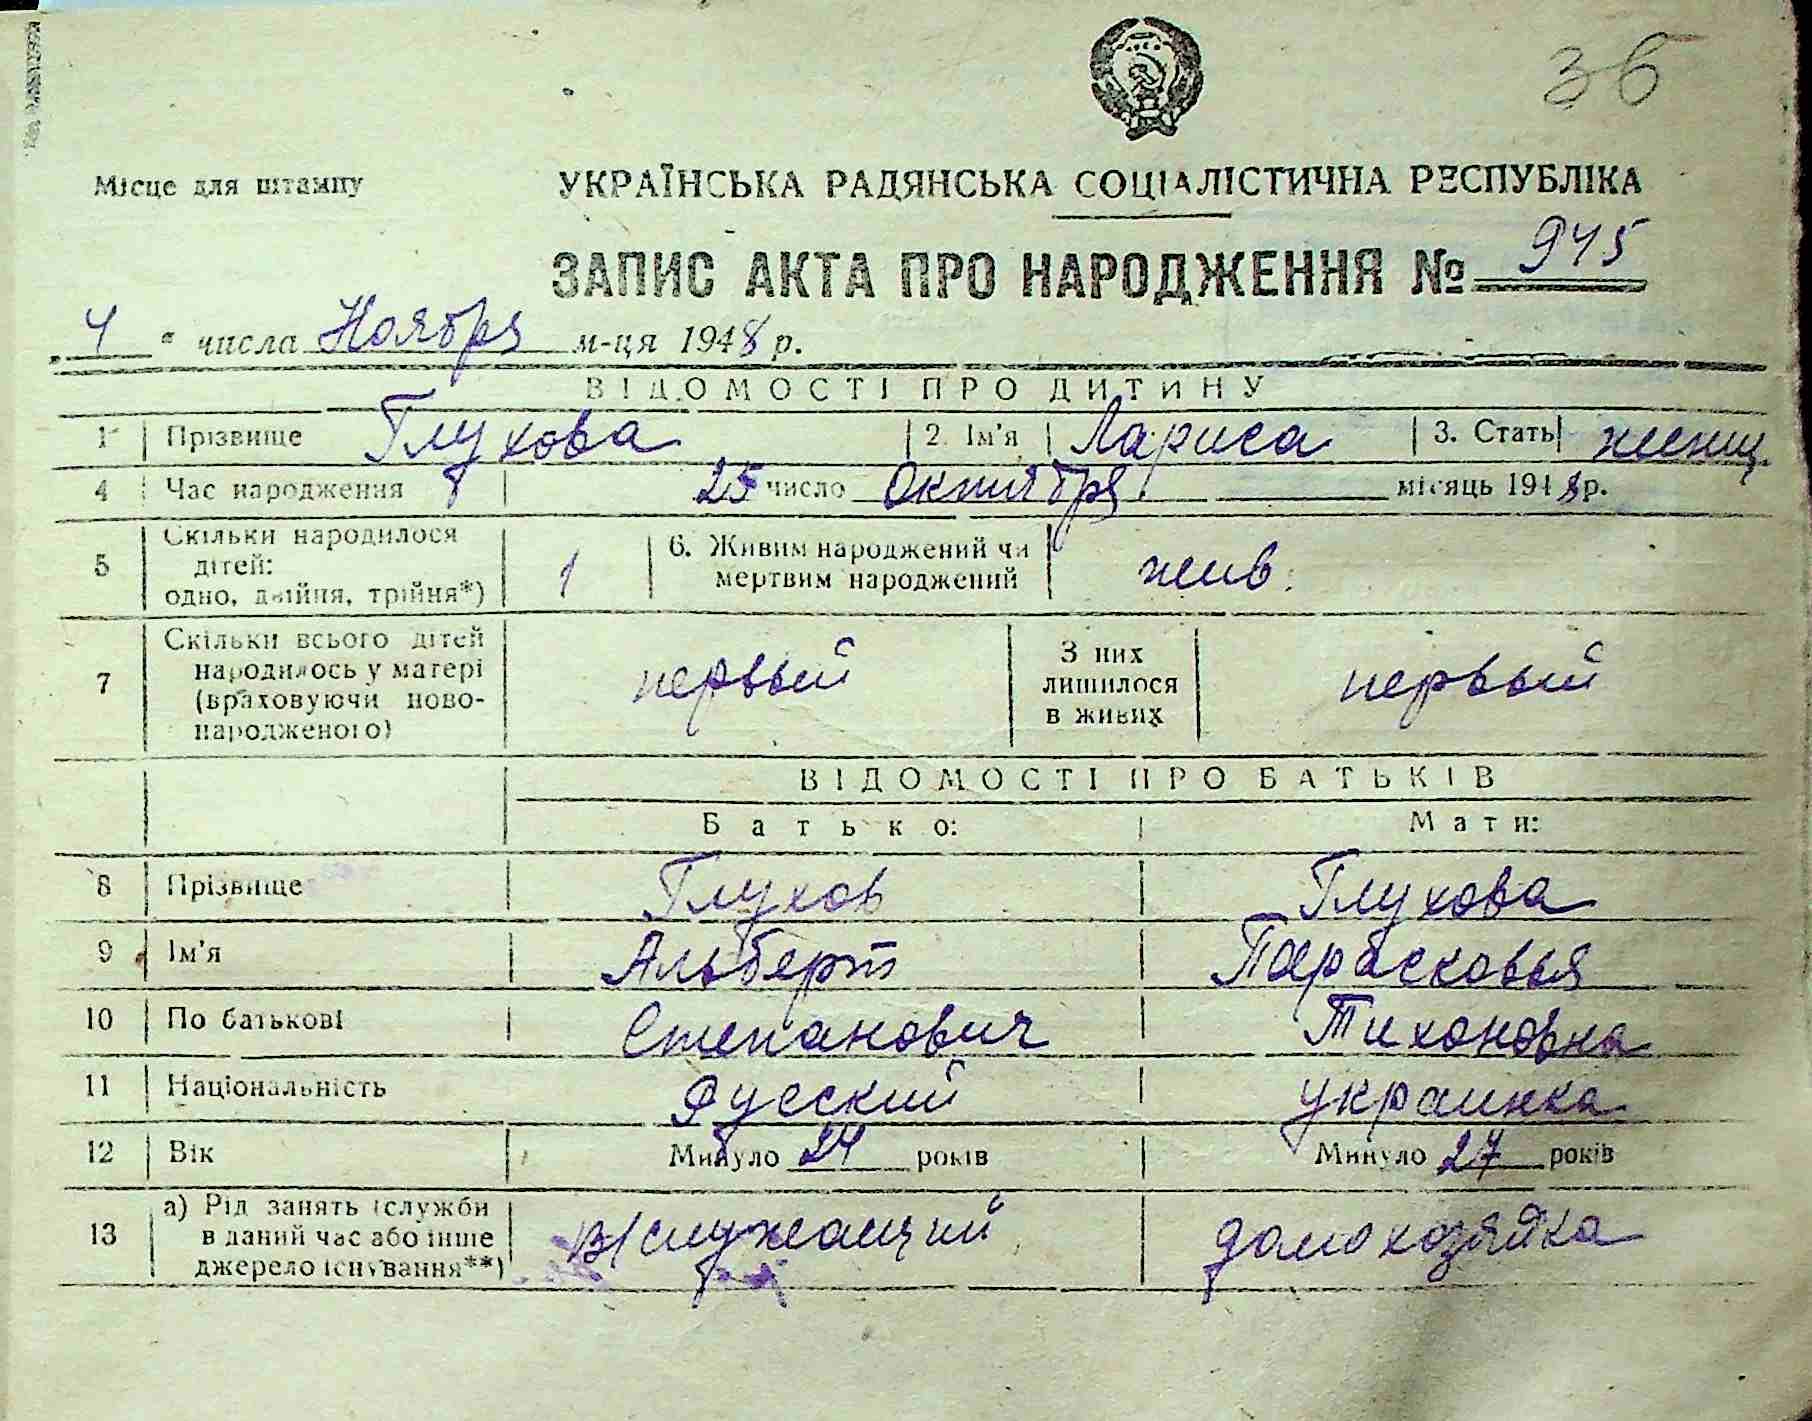 36
Місце для штампу
УКРАЇНСЬКА РАДЯНСЬКА СОЦІАЛІСТИЧНА РЕСПУБЛІКА
ЗАПИС АКТА ПРО НАРОДЖЕННЯ № 945
„4“ числа Ноября м-ця 1948 р.
ВІДОМОСТІ ПРО ДИТИНУ
1 Прізвище Глухова 2. Ім'я Лариса 3. Стать женщ.
4 Час народження 25 число Октября місяць 1948 р.
5 Скільки народилося дітей: одно, двійня, трійня*) 1 6. Живим народжений чи мертвим народжений жив.
7 Скільки всього дітей народилось у матері (враховуючи ново-народженого) первый З них лишилося в живих первый
ВІДОМОСТІ ПРО БАТЬКІВ
Батько: Мати:
8 Прізвище Глухов Глухова
9 Ім'я Альберт Парасковья
10 По батькові Степанович Тихоновна
11 Національність Русский украинка
12 Вік Минуло 24 років Минуло 27 років
13 а) Рід занять (служби в даний час або інше джерело існування**) в/служащий домохозяйка